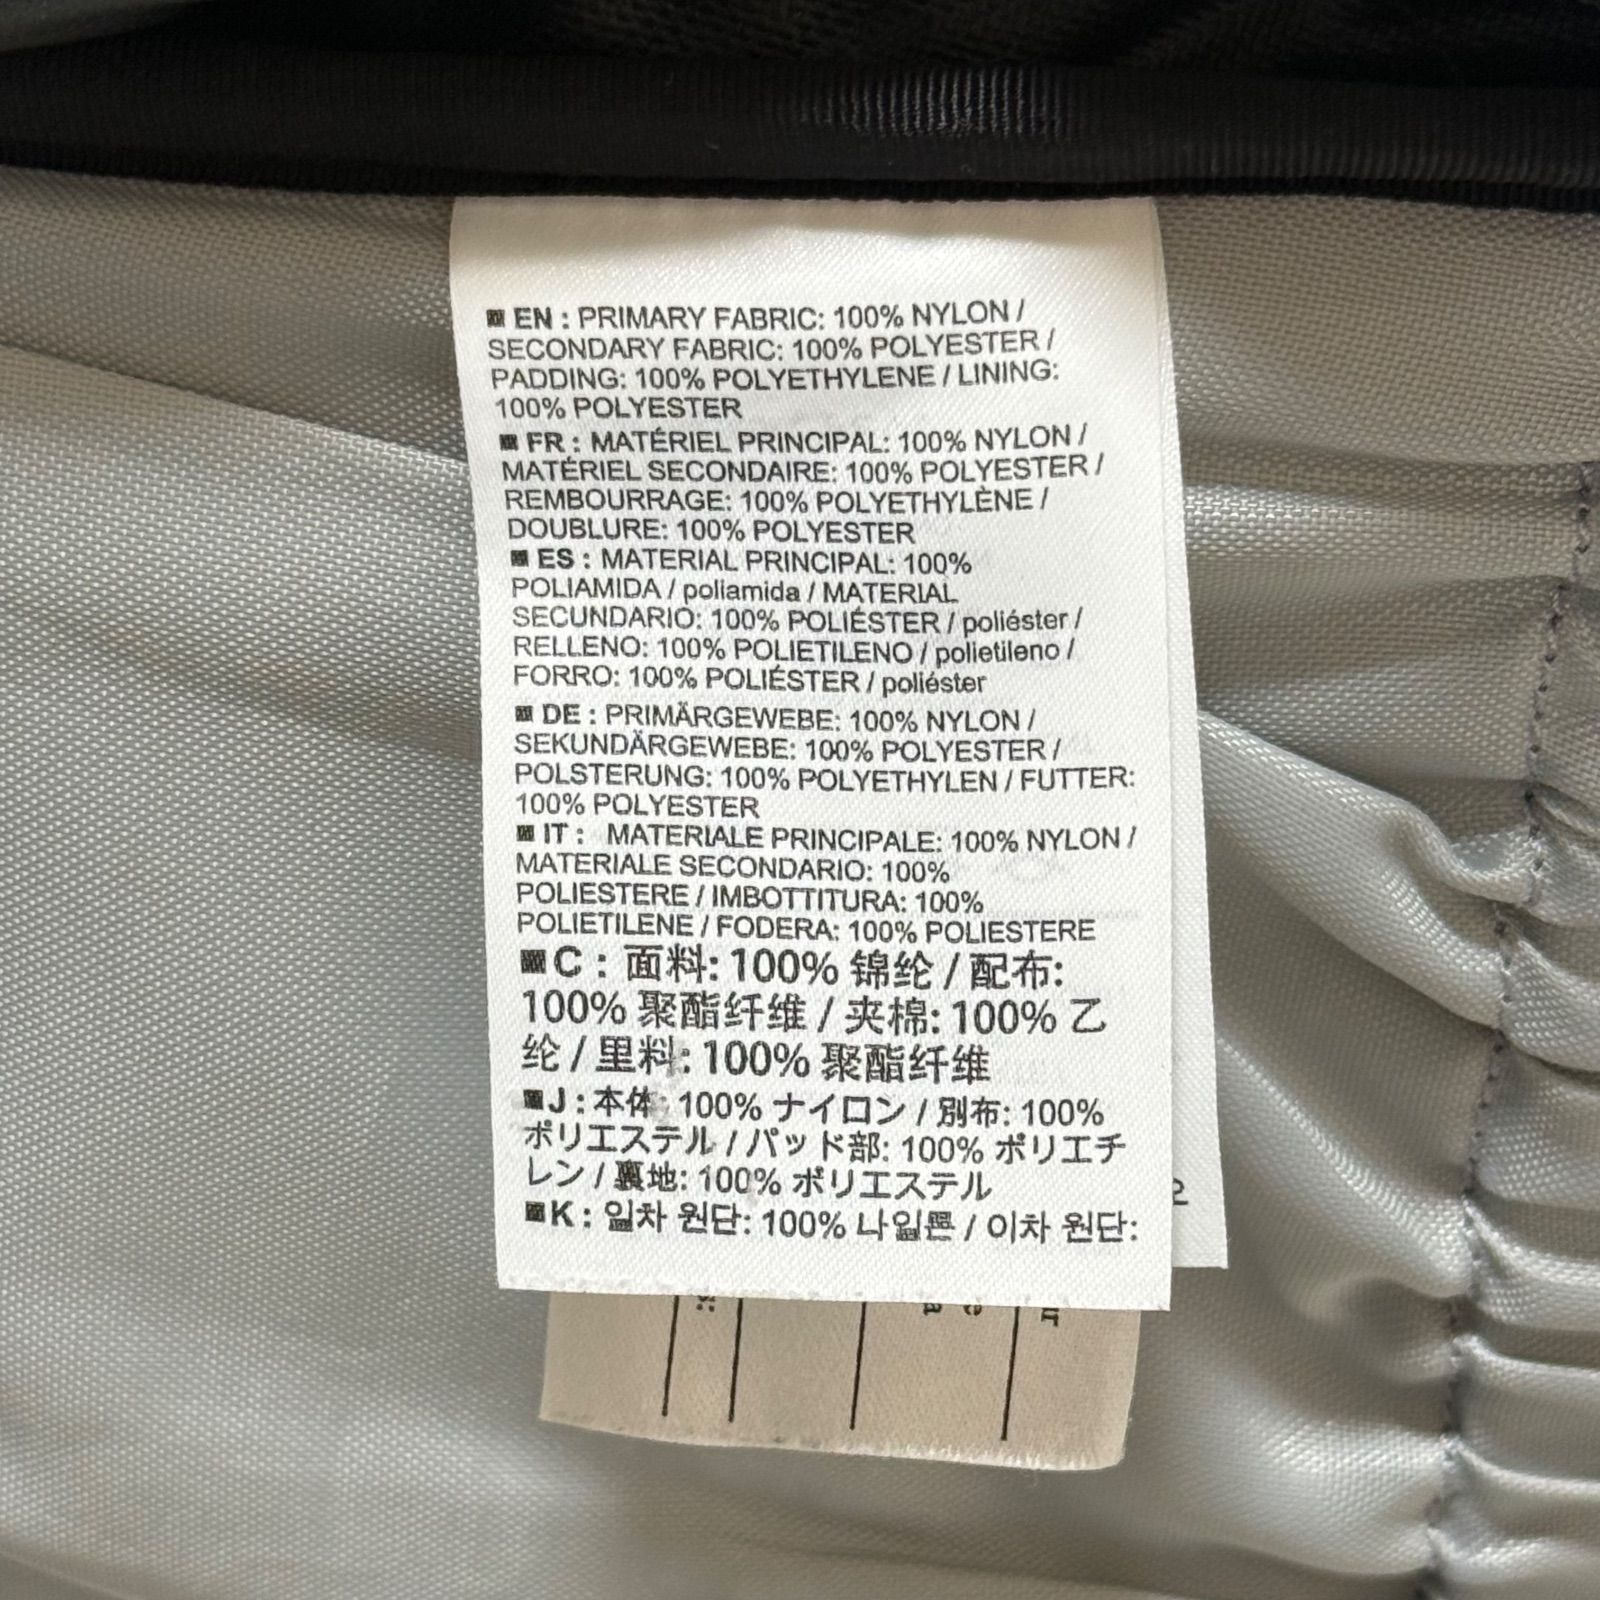 EN : PRIMARY FABRIC: 100% NYLON /
SECONDARY FABRIC: 100% POLYESTER /
PADDING: 100% POLYETHYLENE / LINING:
100% POLYESTER
FR : MATÉRIEL PRINCIPAL: 100% NYLON /
MATÉRIEL SECONDAIRE: 100% POLYESTER /
REMBOURRAGE: 100% POLYETHYLÈNE /
DOUBLURE: 100% POLYESTER
ES : MATERIAL PRINCIPAL: 100%
POLIAMIDA / poliamida / MATERIAL
SECUNDARIO: 100% POLIÉSTER / poliéster /
RELLENO: 100% POLIETILENO / polietileno /
FORRO: 100% POLIÉSTER / poliéster
DE : PRIMÄRGEWEBE: 100% NYLON /
SEKUNDÄRGEWEBE: 100% POLYESTER /
POLSTERUNG: 100% POLYETHYLEN / FUTTER:
100% POLYESTER
IT : MATERIALE PRINCIPALE: 100% NYLON /
MATERIALE SECONDARIO: 100%
POLIESTERE / IMBOTTITURA: 100%
POLIETILENE / FODERA: 100% POLIESTERE
C : 面料: 100% 锦纶 / 配布:
100% 聚酯纤维 / 夹棉: 100% 乙
纶 / 里料: 100% 聚酯纤维
J : 本体: 100% ナイロン / 別布: 100%
ポリエステル / パッド部: 100% ポリエチ
レン / 裏地: 100% ポリエステル
K : 일차 원단: 100% 나일론 / 이차 원단: